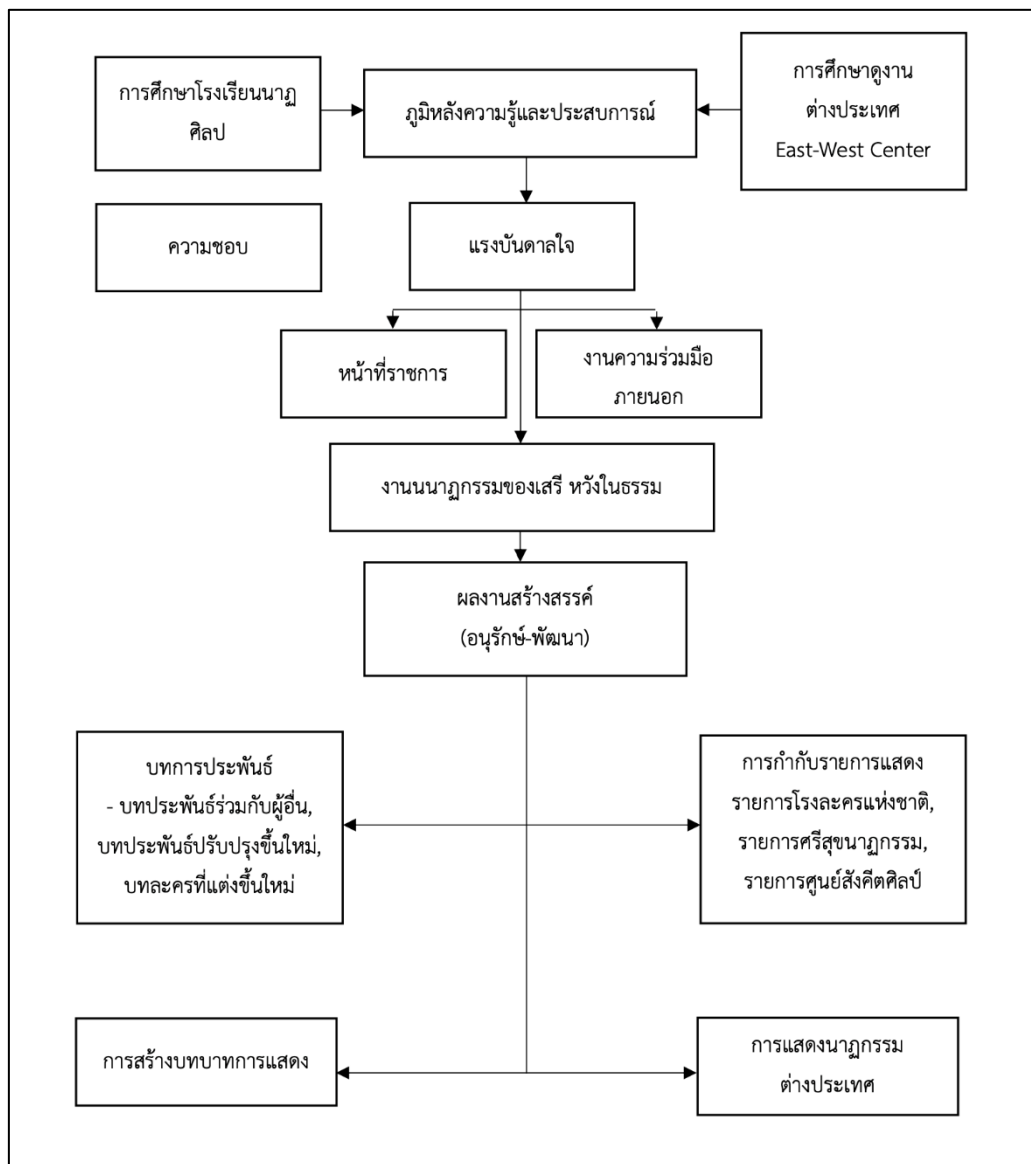 การศึกษาโรงเรียนนาฏ
ศิลป
ภูมิหลังความรู้และประสบการณ์
การศึกษาดูงาน
ต่างประเทศ
East-West Center
ความชอบ
แรงบันดาลใจ
หน้าที่ราชการ
งานความร่วมมือ
ภายนอก
งานนนาฏกรรมของเสรี หวังในธรรม
ผลงานสร้างสรรค์
(อนุรักษ์-พัฒนา)
บทการประพันธ์
- บทประพันธ์ร่วมกับผู้อื่น,
บทประพันธ์ปรับปรุงขึ้นใหม่,
บทละครที่แต่งขึ้นใหม่
การกำกับรายการแสดง
รายการโรงละครแห่งชาติ,
รายการศรีสุขนาฏกรรม,
รายการศูนย์สังคีตศิลป์
การสร้างบทบาทการแสดง
การแสดงนาฏกรรม
ต่างประเทศ